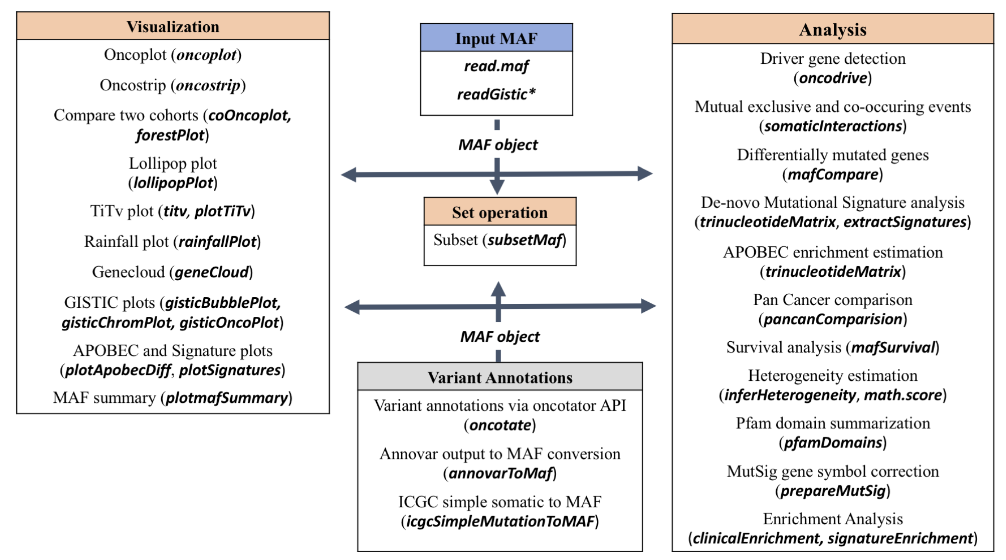 Visualization
Oncoplot (oncoplot)
Oncostrip (oncostrip)
Compare two cohorts (coOncoplot,
forestPlot)
Lollipop plot
(lollipopPlot)
TiTv plot (titv, plotTiTv)
Rainfall plot (rainfallPlot)
Genecloud (geneCloud)
GISTIC plots (gisticBubblePlot,
gisticChromPlot, gisticOncoPlot)
APOBEC and Signature plots
(plotApobecDiff, plotSignatures)
MAF summary (plotmafSummary)
Input MAF
read.maf
readGistic*
MAF object
Set operation
Subset (subsetMaf)
MAF object
Variant Annotations
Variant annotations via oncotator API
(oncotate)
Annovar output to MAF conversion
(annovarToMaf)
ICGC simple somatic to MAF
(icgcSimpleMutationToMAF)
Analysis
Driver gene detection
(oncodrive)
Mutual exclusive and co-occuring events
(somaticInteractions)
Differentially mutated genes
(mafCompare)
De-novo Mutational Signature analysis
(trinucleotideMatrix, extractSignatures)
APOBEC enrichment estimation
(trinucleotideMatrix)
Pan Cancer comparison
(pancanComparision)
Survival analysis (mafSurvival)
Heterogeneity estimation
(inferHeterogeneity, math.score)
Pfam domain summarization
(pfamDomains)
MutSig gene symbol correction
(prepareMutSig)
Enrichment Analysis
(clinicalEnrichment, signatureEnrichment)